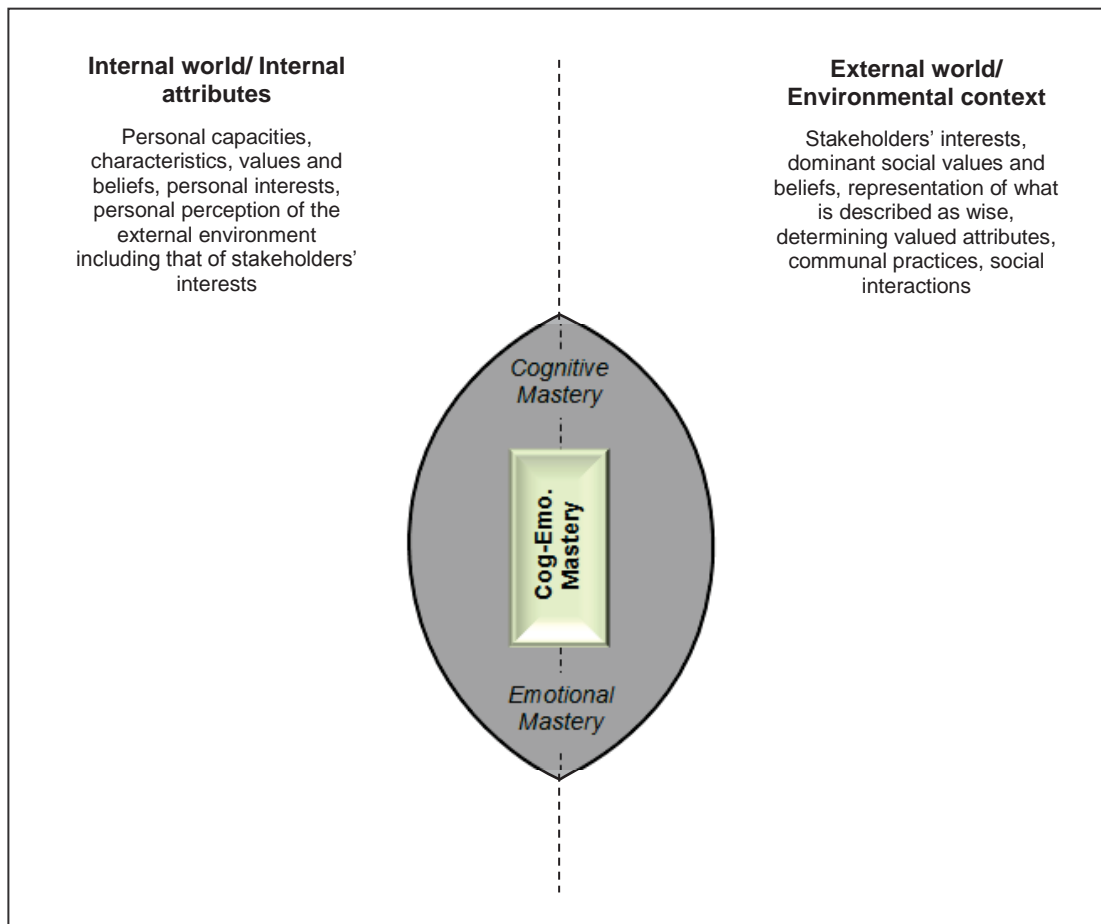 Internal world/ Internal
attributes
Personal capacities,
characteristics, values and
beliefs, personal interests,
personal perception of the
external environment
including that of stakeholders’
interests
External world/
Environmental context
Stakeholders’ interests,
dominant social values and
beliefs, representation of what
is described as wise,
determining valued attributes,
communal practices, social
interactions
Cognitive
Mastery
Cog-Emo.
Mastery
Emotional
Mastery